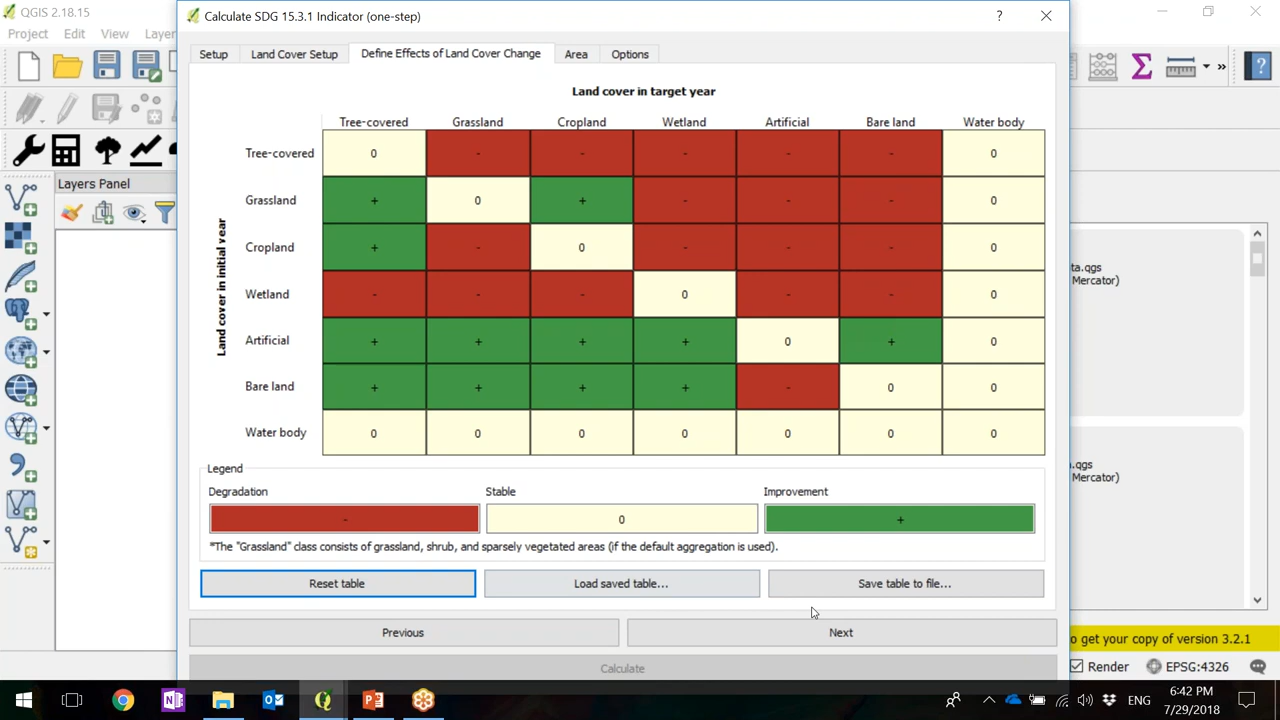 QGIS 2.18.15
Calculate SDG 15.3.1 Indicator (one-step)
?
Project Edit View Layer
Setup Land Cover Setup Define Effects of Land Cover Change Area Options
Land cover in target year
Tree-covered Grassland Cropland Wetland Artificial Bare land Water body
Land cover in initial year
Tree-covered 0 - - - - - 0
Grassland + 0 + - - - 0
Cropland + - 0 - - - 0
Wetland - - - 0 - - 0
Artificial + + + + 0 + 0
Bare land + + + + - 0 0
Water body 0 0 0 0 0 0 0
Layers Panel
ta.qgs
Mercator)
.qgs
Mercator)
Legend
Degradation Stable Improvement
- 0 +
*The "Grassland" class consists of grassland, shrub, and sparsely vegetated areas (if the default aggregation is used).
Reset table Load saved table... Save table to file...
Previous Next
Calculate
o get your copy of version 3.2.1
Render EPSG:4326
ENG
6:42 PM
7/29/2018